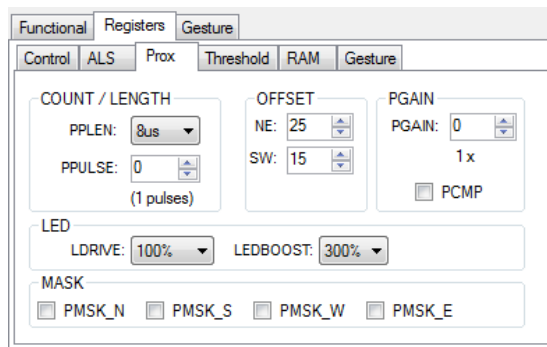 Functional Registers Gesture
Control ALS Prox Threshold RAM Gesture
COUNT / LENGTH
PPLEN: 8us
PPULSE: 0
(1 pulses)
OFFSET
NE: 25
SW: 15
PGAIN
PGAIN: 0
1 x
PCMP
LED
LDRIVE: 100% LEDBOOST: 300%
MASK
PMSK_N PMSK_S PMSK_W PMSK_E